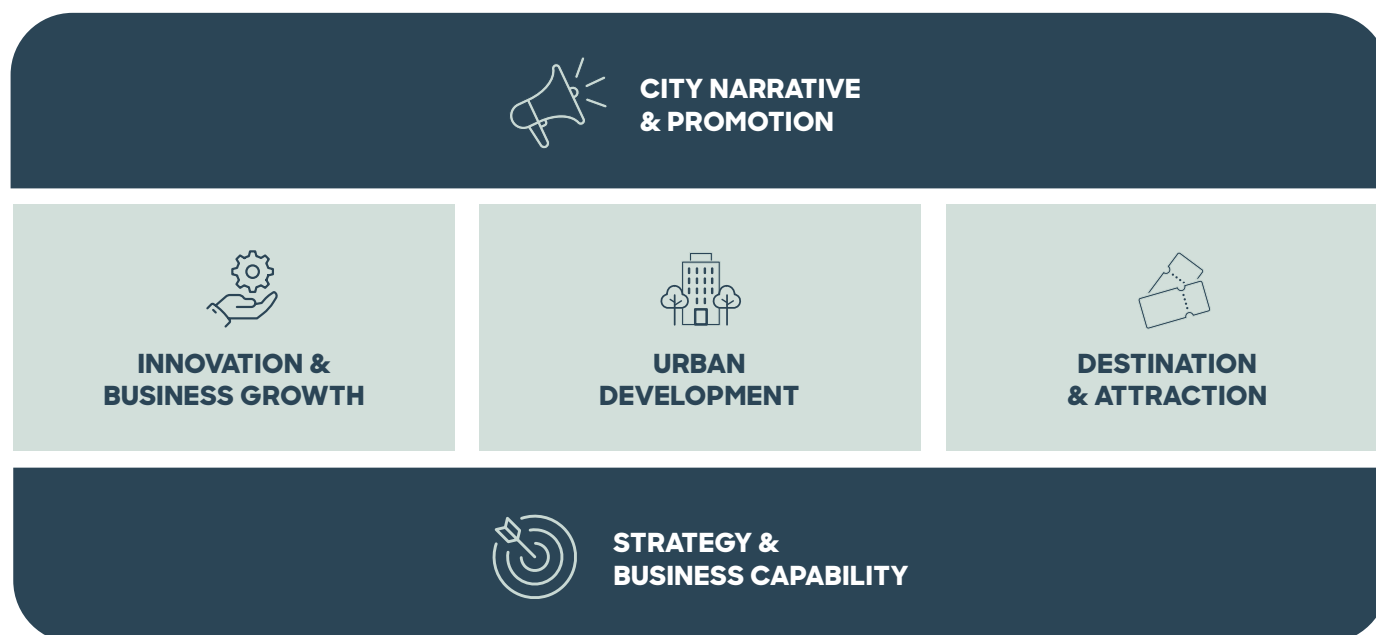 CITY NARRATIVE
& PROMOTION
INNOVATION &
BUSINESS GROWTH
URBAN
DEVELOPMENT
DESTINATION
& ATTRACTION
STRATEGY &
BUSINESS CAPABILITY